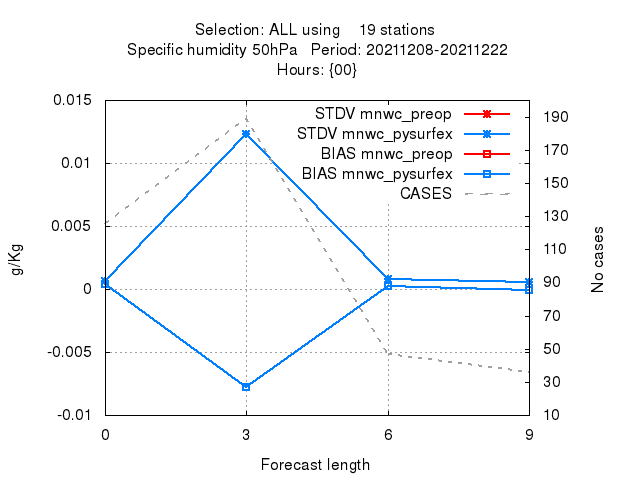 Selection: ALL using    19 stations
Specific humidity 50hPa   Period: 20211208-20211222
Hours: {00}
STDV mnwc_preop
STDV mnwc_pysurfex
BIAS mnwc_preop
BIAS mnwc_pysurfex
CASES
0.015
0.01
0.005
0
-0.005
-0.01
g/Kg
190
170
150
130
110
90
70
50
30
10
No cases
0 3 6 9
Forecast length